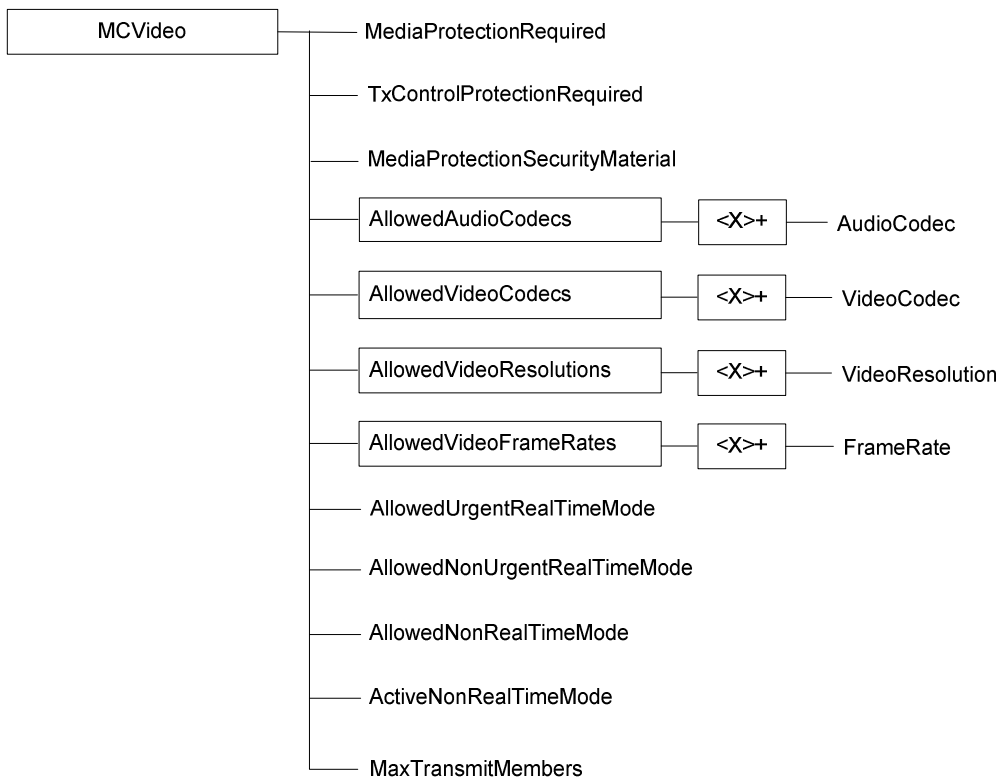 MCVideo
MediaProtectionRequired
TxControlProtectionRequired
MediaProtectionSecurityMaterial
AllowedAudioCodecs <X>+ AudioCodec
AllowedVideoCodecs <X>+ VideoCodec
AllowedVideoResolutions <X>+ VideoResolution
AllowedVideoFrameRates <X>+ FrameRate
AllowedUrgentRealTimeMode
AllowedNonUrgentRealTimeMode
AllowedNonRealTimeMode
ActiveNonRealTimeMode
MaxTransmitMembers